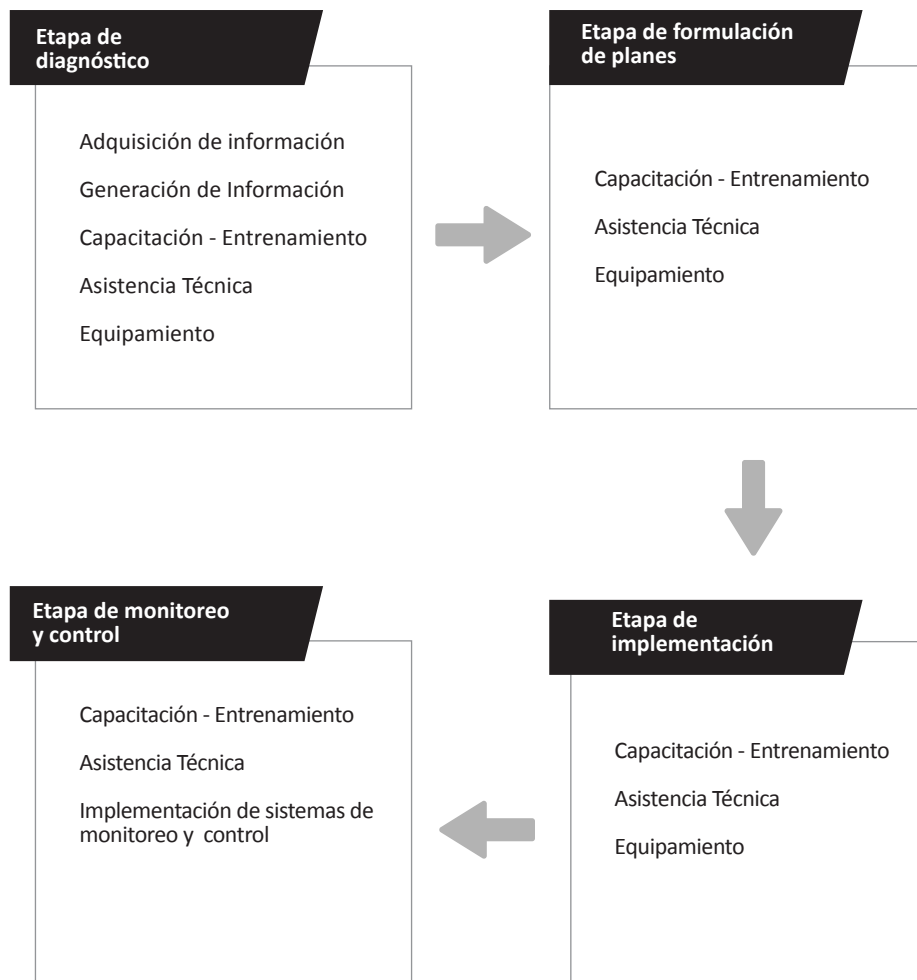 Etapa de
diagnóstico
Adquisición de información
Generación de Información
Capacitación - Entrenamiento
Asistencia Técnica
Equipamiento
Etapa de formulación
de planes
Capacitación - Entrenamiento
Asistencia Técnica
Equipamiento
Etapa de
implementación
Capacitación - Entrenamiento
Asistencia Técnica
Equipamiento
Etapa de monitoreo
y control
Capacitación - Entrenamiento
Asistencia Técnica
Implementación de sistemas de
monitoreo y  control